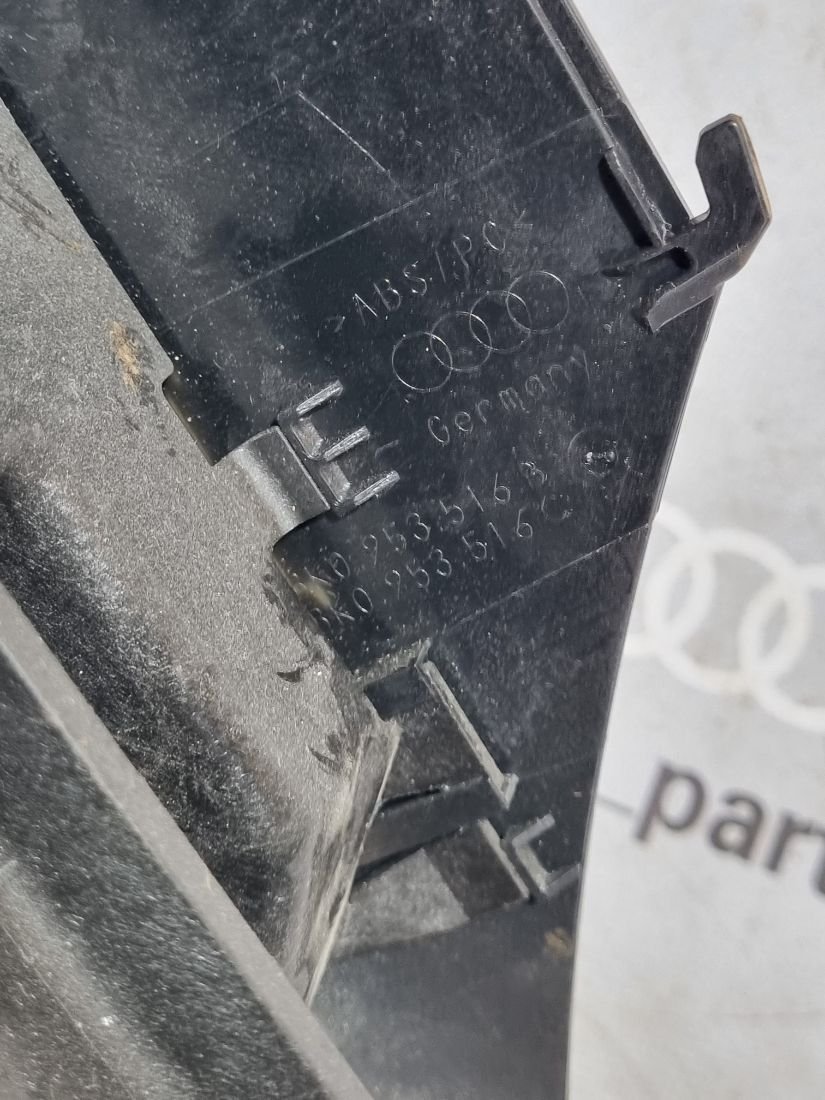 >ABS/PC<
Germany
8K0 953 516 B
8K0 953 516 C
part